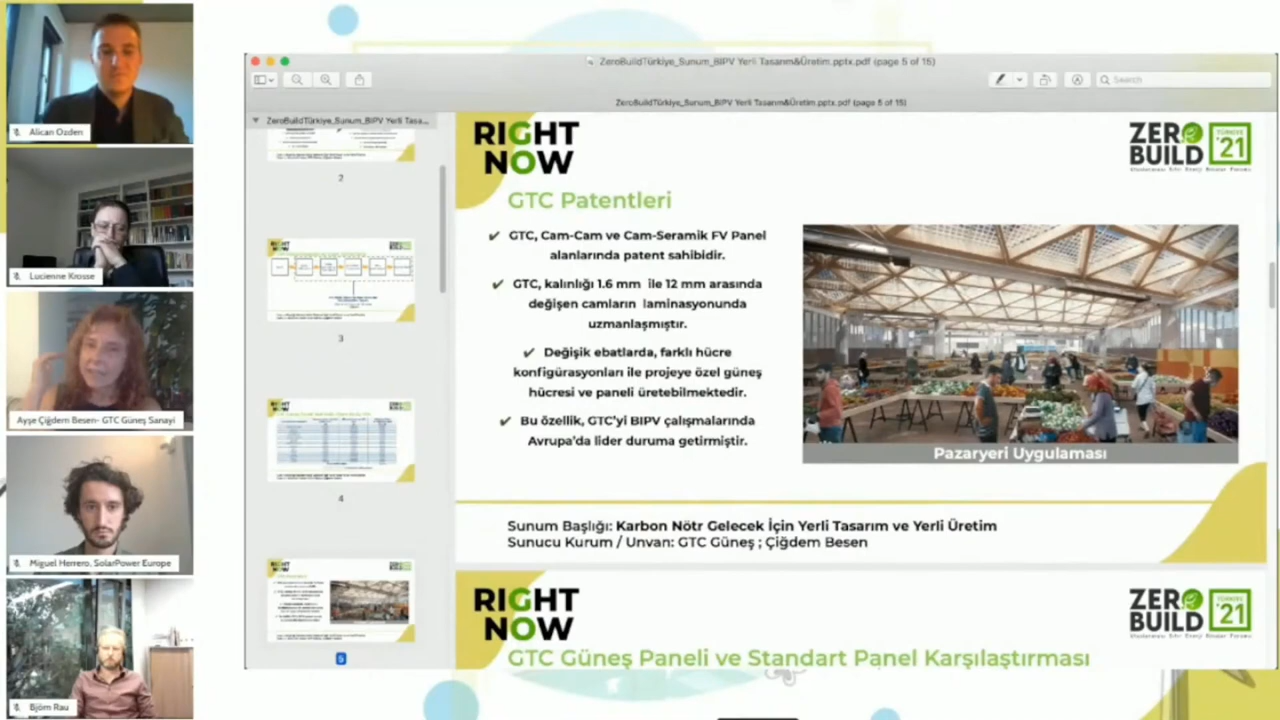 Alican Ozden
Lucienne Krosse
Ayşe Çiğdem Besen- GTC Güneş Sanayi
Miguel Herrero, SolarPower Europe
Björn Rau
ZeroBuildTürkiye_Sunum_BIPV Yerli Tasarım&Üretim.pptx.pdf (page 5 of 15)
Search
ZeroBuildTürkiye_Sunum_BIPV Yerli Tasarım&Üretim.pptx.pdf (page 5 of 15)
ZeroBuildTürkiye_Sunum_BIPV Yerli Tasa...
2
3
4
5
RIGHT
NOW
ZERO
BUILD
TÜRKİYE
'21
GTC Patentleri
✔ GTC, Cam-Cam ve Cam-Seramik FV Panel
alanlarında patent sahibidir.
✔ GTC, kalınlığı 1.6 mm ile 12 mm arasında
değişen camların laminasyonunda
uzmanlaşmıştır.
✔ Değişik ebatlarda, farklı hücre
konfigürasyonları ile projeye özel güneş
hücresi ve paneli üretebilmektedir.
✔ Bu özellik, GTC'yi BIPV çalışmalarında
Avrupa'da lider duruma getirmiştir.
Pazaryeri Uygulaması
Sunum Başlığı: Karbon Nötr Gelecek İçin Yerli Tasarım ve Yerli Üretim
Sunucu Kurum / Unvan: GTC Güneş ; Çiğdem Besen
RIGHT
NOW
ZERO
BUILD
TÜRKİYE
'21
GTC Güneş Paneli ve Standart Panel Karşılaştırması